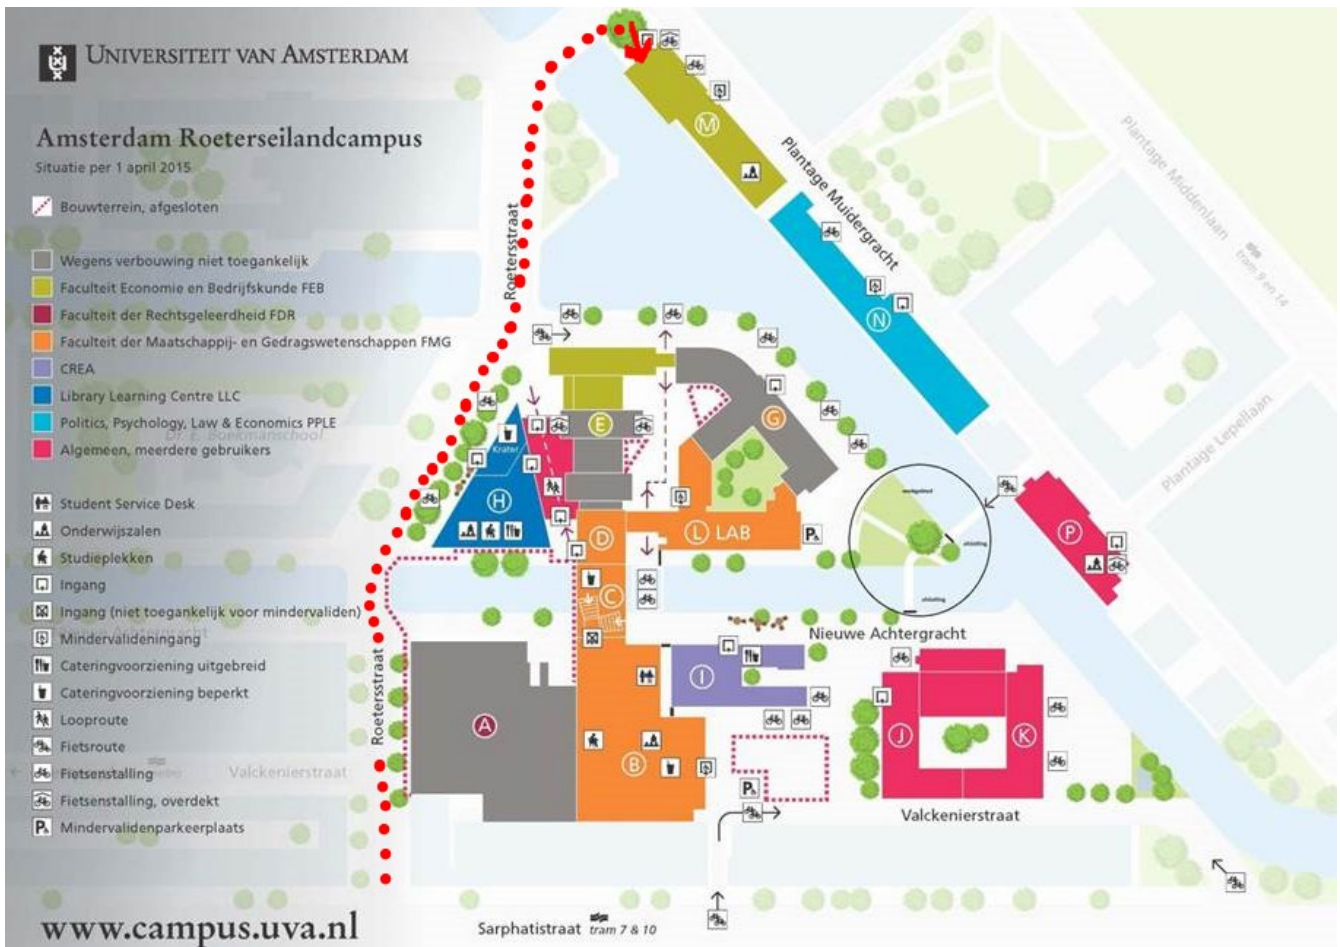 UNIVERSITEIT VAN AMSTERDAM
Amsterdam Roeterseilandcampus
Situatie per 1 april 2015
Bouwterrein, afgesloten
Wegens verbouwing niet toegankelijk
Faculteit Economie en Bedrijfskunde FEB
Faculteit der Rechtsgeleerdheid FDR
Faculteit der Maatschappij- en Gedragswetenschappen FMG
CREA
Library Learning Centre LLC
Politics, Psychology, Law & Economics PPLE
Algemeen, meerdere gebruikers
Student Service Desk
Onderwijszalen
Studieplekken
Ingang
Ingang (niet toegankelijk voor mindervaliden)
Mindervalideningang
Cateringvoorziening uitgebreid
Cateringvoorziening beperkt
Looproute
Fietsroute
Fietsenstalling
Fietsenstalling, overdekt
Mindervalidenparkeerplaats
www.campus.uva.nl
Dr. E. Boekmanschool
Valckenierstraat
Roetersstraat
Roetersstraat
Plantage Muidergracht
Plantage Middenlaan
tram 9 en 14
Plantage Lepellaan
M
N
E
G
Krater
H
D
L LAB
P
C
P
Nieuwe Achtergracht
I
A
B
J
K
P
Valckenierstraat
Sarphatistraat tram 7 & 10